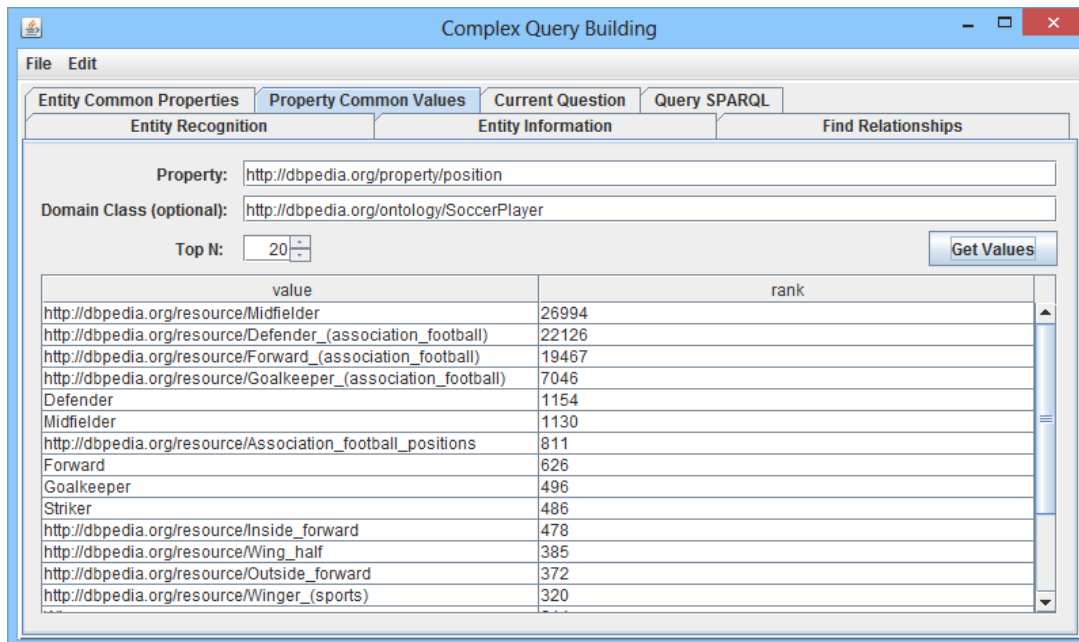 Complex Query Building
File Edit
Entity Common Properties Property Common Values Current Question Query SPARQL
Entity Recognition Entity Information Find Relationships
Property: http://dbpedia.org/property/position
Domain Class (optional): http://dbpedia.org/ontology/SoccerPlayer
Top N: 20 Get Values
value rank
http://dbpedia.org/resource/Midfielder 26994
http://dbpedia.org/resource/Defender_(association_football) 22126
http://dbpedia.org/resource/Forward_(association_football) 19467
http://dbpedia.org/resource/Goalkeeper_(association_football) 7046
Defender 1154
Midfielder 1130
http://dbpedia.org/resource/Association_football_positions 811
Forward 626
Goalkeeper 496
Striker 486
http://dbpedia.org/resource/Inside_forward 478
http://dbpedia.org/resource/Wing_half 385
http://dbpedia.org/resource/Outside_forward 372
http://dbpedia.org/resource/Winger_(sports) 320